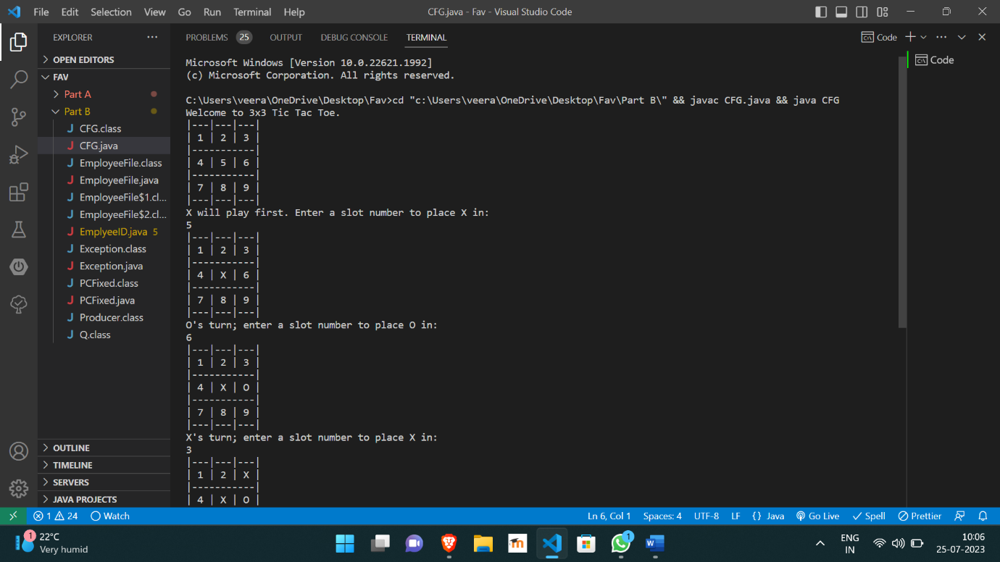 File Edit Selection View Go Run Terminal Help CFG.java - Fav - Visual Studio Code
EXPLORER
OPEN EDITORS
FAV
Part A
Part B
J CFG.class
J CFG.java
J EmployeeFile.class
J EmployeeFile.java
J EmployeeFile$1.cl...
J EmployeeFile$2.cl...
J EmplyeeID.java 5
J Exception.class
J Exception.java
J PCFixed.class
J PCFixed.java
J Producer.class
J Q.class
OUTLINE
TIMELINE
SERVERS
JAVA PROJECTS
PROBLEMS 25 OUTPUT DEBUG CONSOLE TERMINAL
Code
Code
Microsoft Windows [Version 10.0.22621.1992]
(c) Microsoft Corporation. All rights reserved.
C:\Users\veera\OneDrive\Desktop\Fav>cd "c:\Users\veera\OneDrive\Desktop\Fav\Part B\" && javac CFG.java && java CFG
Welcome to 3x3 Tic Tac Toe.
|---|---|---|
| 1 | 2 | 3 |
|-----------|
| 4 | 5 | 6 |
|-----------|
| 7 | 8 | 9 |
|---|---|---|
X will play first. Enter a slot number to place X in:
5
|---|---|---|
| 1 | 2 | 3 |
|-----------|
| 4 | X | 6 |
|-----------|
| 7 | 8 | 9 |
|---|---|---|
O's turn; enter a slot number to place O in:
6
|---|---|---|
| 1 | 2 | 3 |
|-----------|
| 4 | X | O |
|-----------|
| 7 | 8 | 9 |
|---|---|---|
X's turn; enter a slot number to place X in:
3
|---|---|---|
| 1 | 2 | X |
|-----------|
| 4 | X | O |
1 24 Watch Ln 6, Col 1 Spaces: 4 UTF-8 LF {} Java Go Live Spell Prettier
1
22°C
Very humid
1
ENG
IN
10:06
25-07-2023